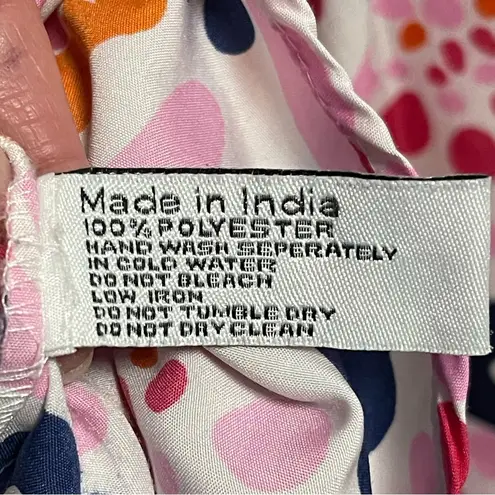 Made in India
100% POLYESTER
HAND WASH SEPERATELY
IN COLD WATER
DO NOT BLEACH
LOW IRON
DO NOT TUMBLE DRY
DO NOT DRY CLEAN